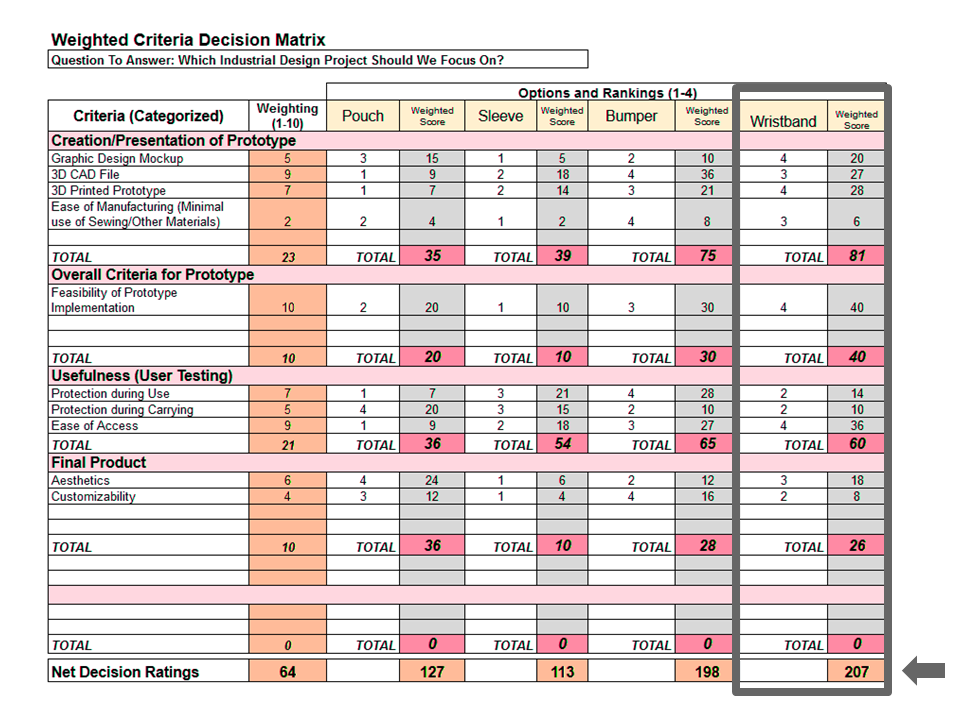 Weighted Criteria Decision Matrix
Question To Answer: Which Industrial Design Project Should We Focus On?
Options and Rankings (1-4)
Criteria (Categorized) Weighting (1-10) Pouch Weighted Score Sleeve Weighted Score Bumper Weighted Score Wristband Weighted Score
Creation/Presentation of Prototype
Graphic Design Mockup 5 3 15 1 5 2 10 4 20
3D CAD File 9 1 9 2 18 4 36 3 27
3D Printed Prototype 7 1 7 2 14 3 21 4 28
Ease of Manufacturing (Minimal
use of Sewing/Other Materials) 2 2 4 1 2 4 8 3 6
TOTAL 23 TOTAL 35 TOTAL 39 TOTAL 75 TOTAL 81
Overall Criteria for Prototype
Feasibility of Prototype
Implementation 10 2 20 1 10 3 30 4 40
TOTAL 10 TOTAL 20 TOTAL 10 TOTAL 30 TOTAL 40
Usefulness (User Testing)
Protection during Use 7 1 7 3 21 4 28 2 14
Protection during Carrying 5 4 20 3 15 2 10 2 10
Ease of Access 9 1 9 2 18 3 27 4 36
TOTAL 21 TOTAL 36 TOTAL 54 TOTAL 65 TOTAL 60
Final Product
Aesthetics 6 4 24 1 6 2 12 3 18
Customizability 4 3 12 1 4 4 16 2 8
TOTAL 10 TOTAL 36 TOTAL 10 TOTAL 28 TOTAL 26
TOTAL 0 TOTAL 0 TOTAL 0 TOTAL 0 TOTAL 0
Net Decision Ratings 64 127 113 198 207